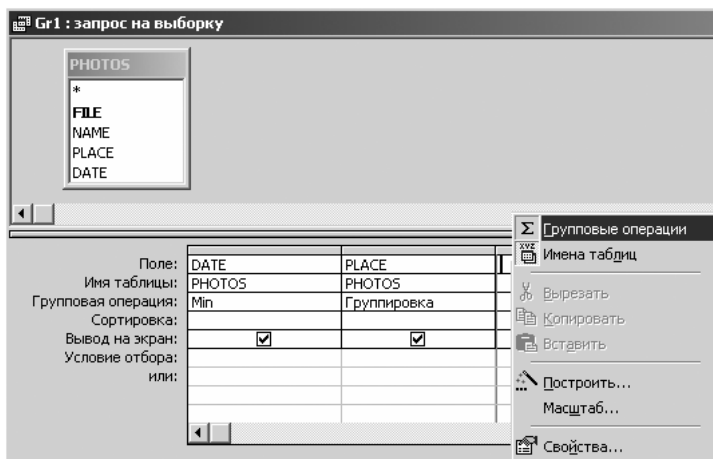 Gr1 : запрос на выборку
PHOTOS
*
FILE
NAME
PLACE
DATE
Поле: DATE PLACE
Имя таблицы: PHOTOS PHOTOS
Групповая операция: Min Группировка
Сортировка:
Вывод на экран:
Условие отбора:
или:
Σ Групповые операции
XYZ Имена таблиц
Вырезать
Копировать
Вставить
Построить...
Масштаб...
Свойства...